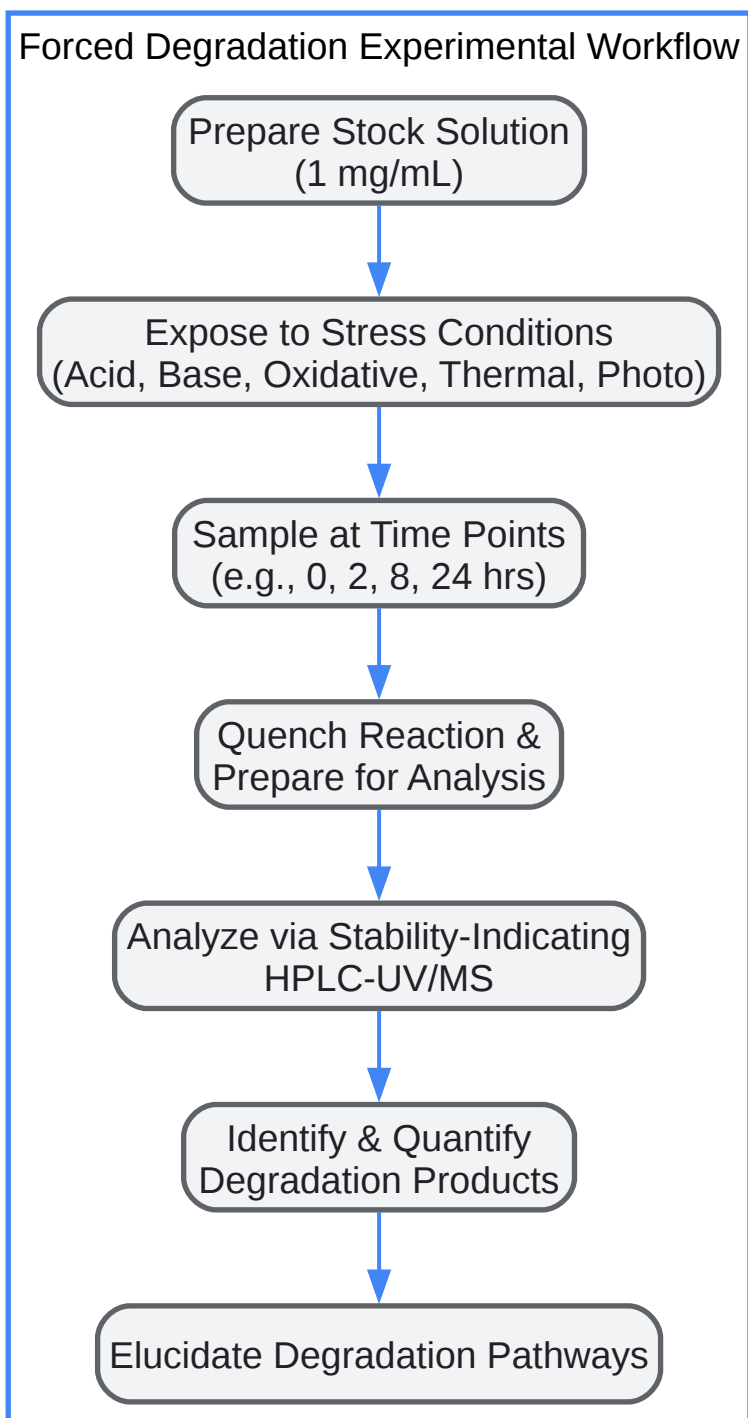 Forced Degradation Experimental Workflow
Prepare Stock Solution
(1 mg/mL)
Expose to Stress Conditions
(Acid, Base, Oxidative, Thermal, Photo)
Sample at Time Points
(e.g., 0, 2, 8, 24 hrs)
Quench Reaction &
Prepare for Analysis
Analyze via Stability-Indicating
HPLC-UV/MS
Identify & Quantify
Degradation Products
Elucidate Degradation Pathways